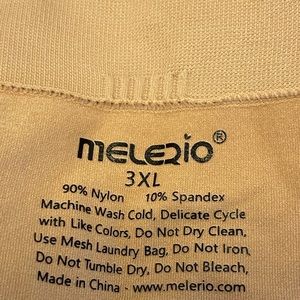 MELERIO®
3XL
90% Nylon 10% Spandex
Machine Wash Cold, Delicate Cycle
with Like Colors, Do Not Dry Clean,
Use Mesh Laundry Bag, Do Not Iron,
Do Not Tumble Dry, Do Not Bleach,
Made in China - www.melerio.com